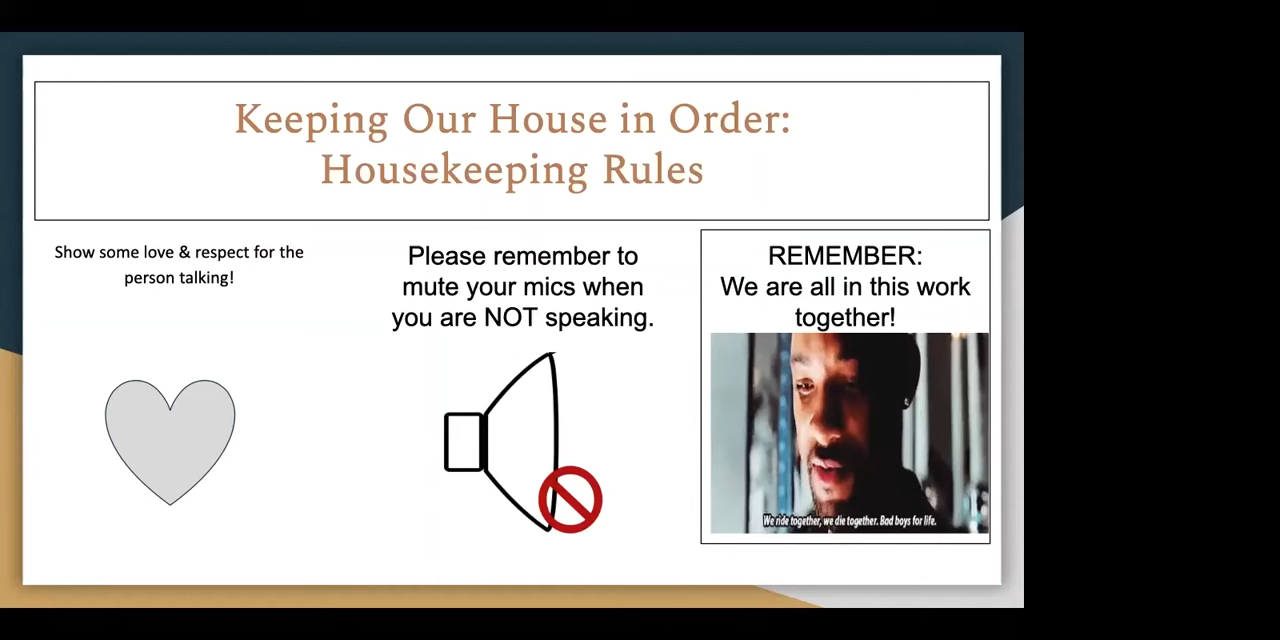 Keeping Our House in Order:
Housekeeping Rules
Show some love & respect for the
person talking!
Please remember to
mute your mics when
you are NOT speaking.
REMEMBER:
We are all in this work
together!
We ride together, we die together. Bad boys for life.